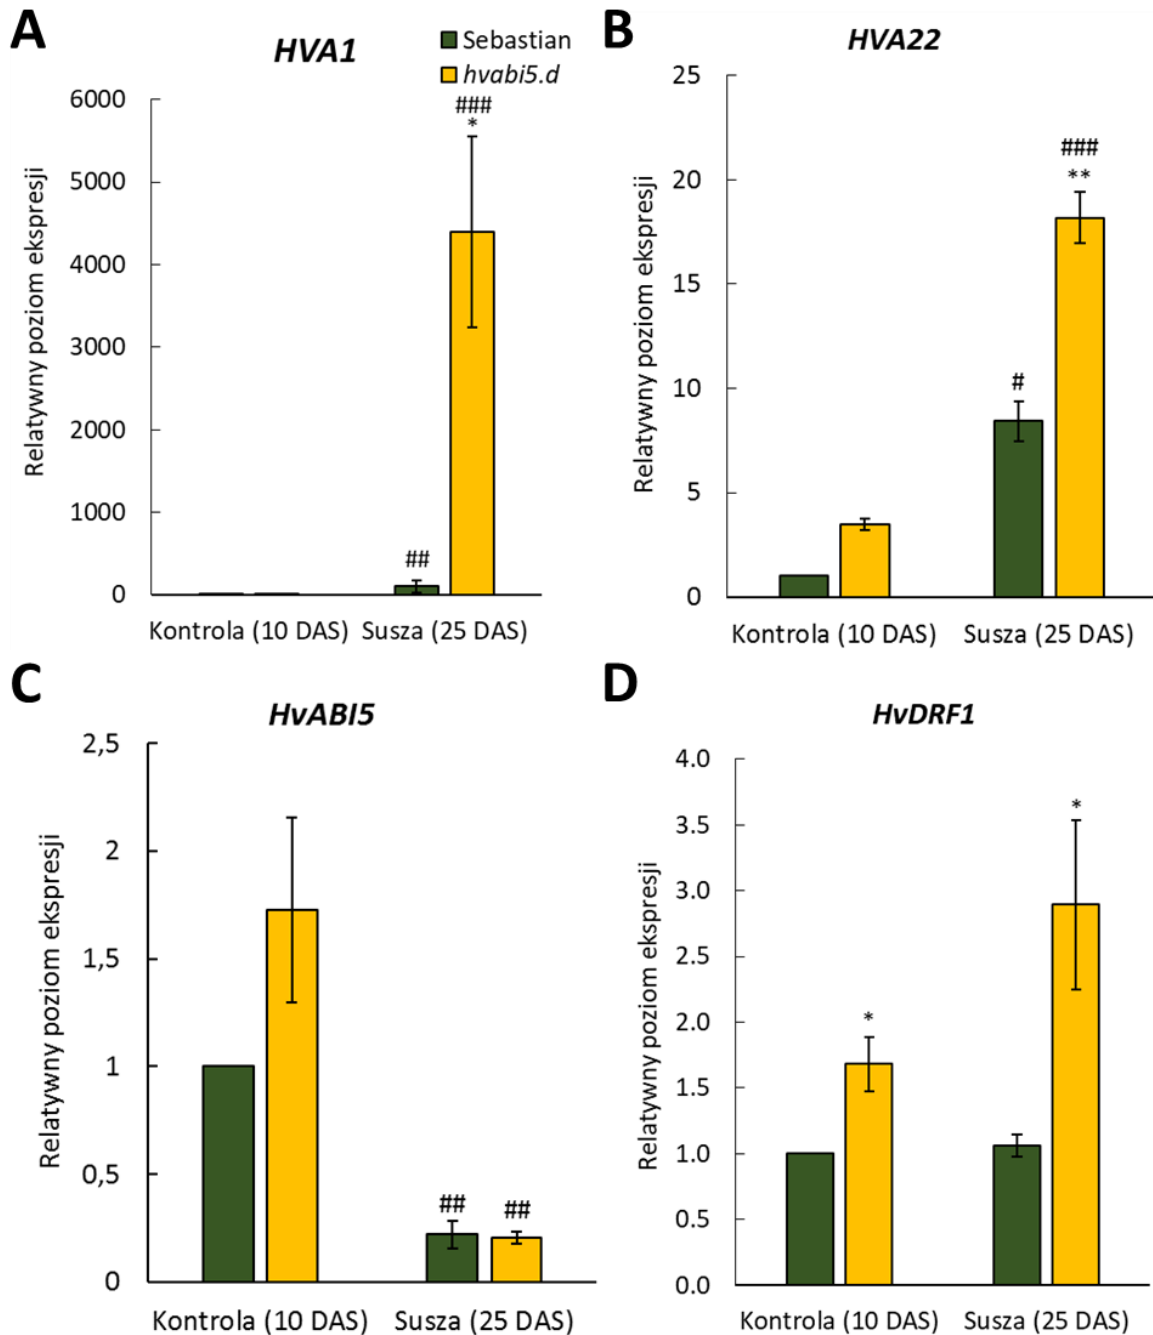 A
HVA1
Sebastian
hvabi5.d
Relatywny poziom ekspresji
6000
5000
4000
3000
2000
1000
0
###
*
##
Kontrola (10 DAS) Susza (25 DAS)
B
HVA22
Relatywny poziom ekspresji
25
20
15
10
5
0
###
**
#
Kontrola (10 DAS) Susza (25 DAS)
C
HvABI5
Relatywny poziom ekspresji
2,5
2
1,5
1
0,5
0
## ##
Kontrola (10 DAS) Susza (25 DAS)
D
HvDRF1
Relatywny poziom ekspresji
4.0
3.5
3.0
2.5
2.0
1.5
1.0
0.5
0.0
*
*
Kontrola (10 DAS) Susza (25 DAS)